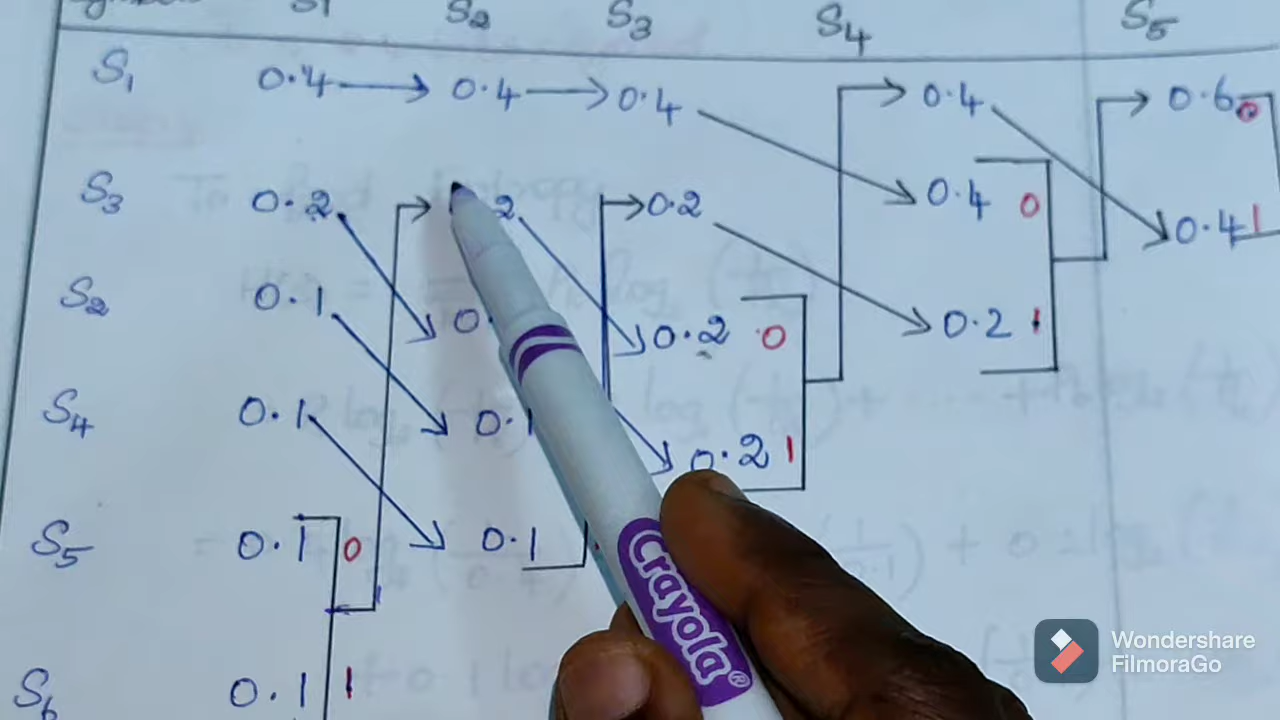 S1 S2 S3 S4 S5
S1 0.4 0.4 0.4 0.4 0.6 0
S3 0.2 0.2 0.4 0 0.4 1
S2 0.1 0.2 0 0.2 1
S4 0.1 0.1 0.2 1
S5 0.1 0 0.1
S6 0.1 1
Crayola®
Wondershare
FilmoraGo